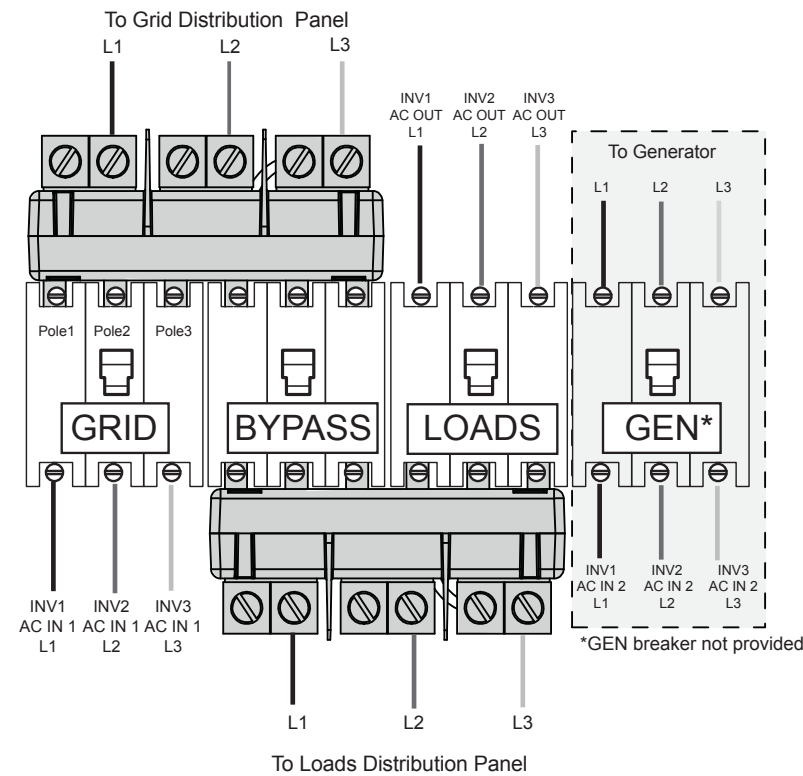 To Grid Distribution Panel
L1 L2 L3
INV1 INV2 INV3
AC OUT AC OUT AC OUT
L1 L2 L3
To Generator
L1 L2 L3
Pole1 Pole2 Pole3
GRID BYPASS LOADS GEN*
INV1 INV2 INV3
AC IN 2 AC IN 2 AC IN 2
L1 L2 L3
INV1 INV2 INV3
AC IN 1 AC IN 1 AC IN 1
L1 L2 L3
*GEN breaker not provided
L1 L2 L3
To Loads Distribution Panel